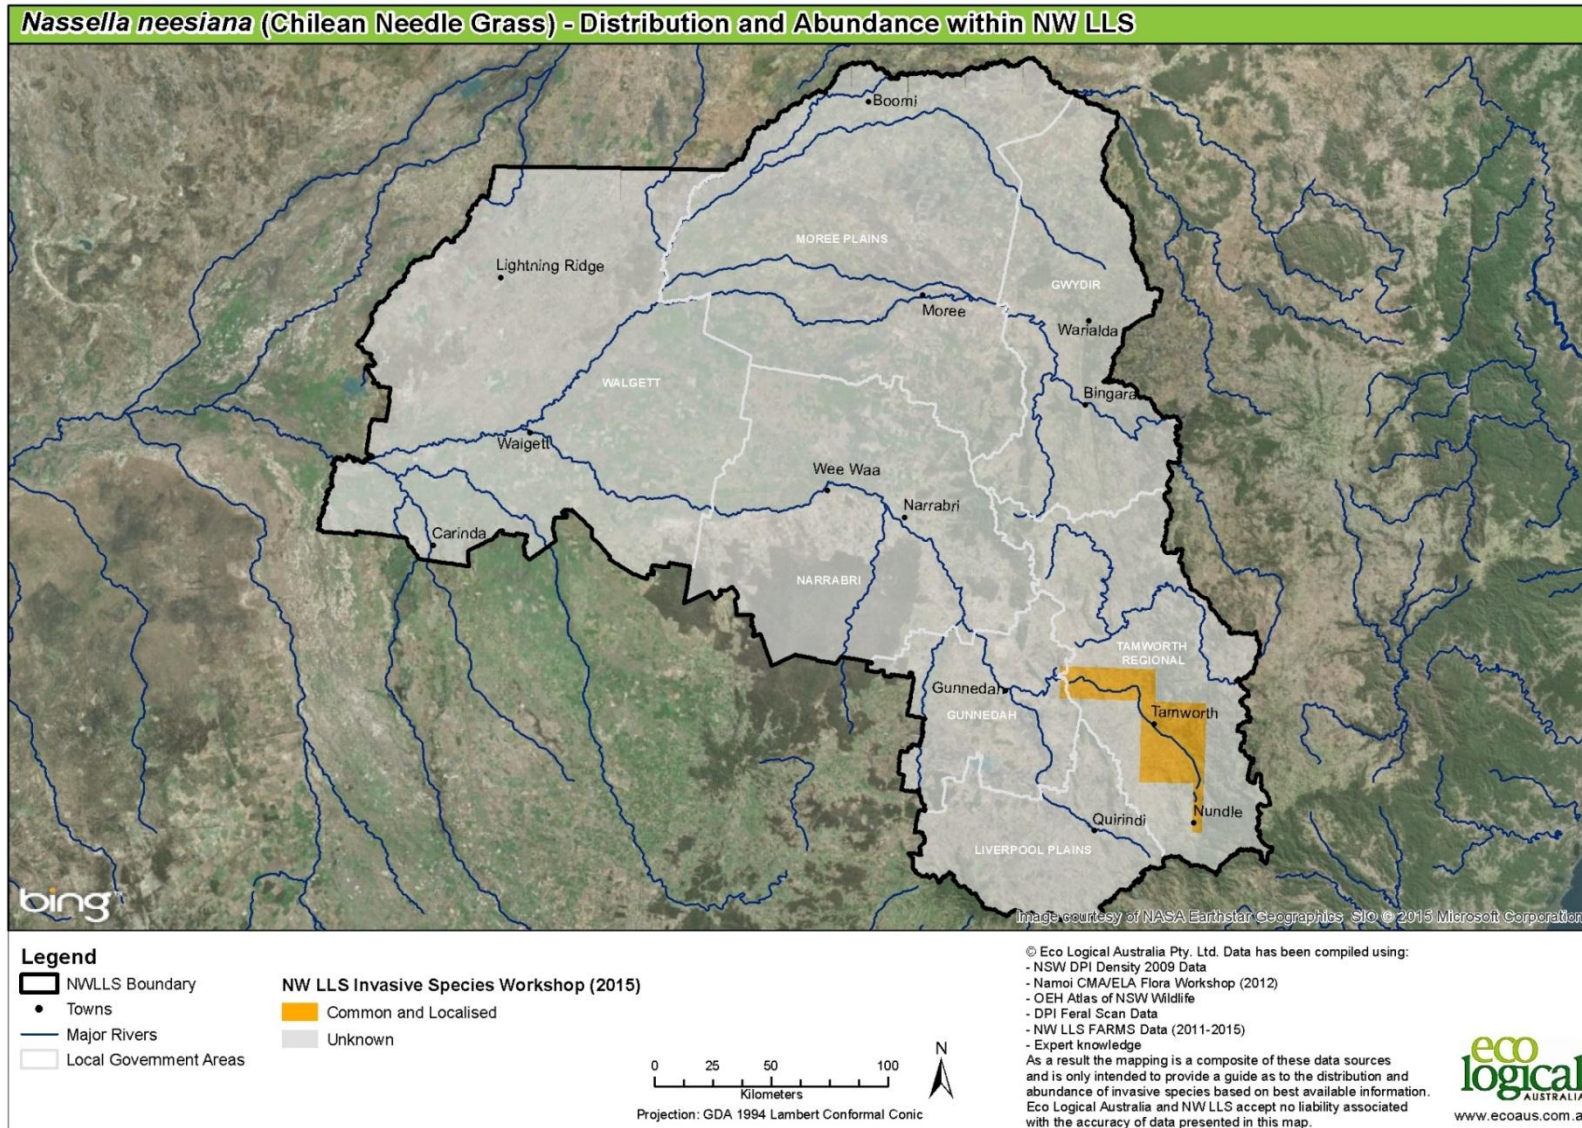 Nassella neesiana (Chilean Needle Grass) - Distribution and Abundance within NW LLS
Boomi
MOREE PLAINS
Lightning Ridge
GWYDIR
Moree
Warialda
WALGETT
Bingara
Walgett
Wee Waa
Narrabri
Carinda
NARRABRI
TAMWORTH
REGIONAL
Gunnedah
GUNNEDAH
Tamworth
Nundle
Quirindi
LIVERPOOL PLAINS
bing™
Image courtesy of NASA Earthstar Geographics SIO © 2015 Microsoft Corporation
Legend
NWLLS Boundary
Towns
Major Rivers
Local Government Areas
NW LLS Invasive Species Workshop (2015)
Common and Localised
Unknown
0 25 50 100
Kilometers
N
Projection: GDA 1994 Lambert Conformal Conic
© Eco Logical Australia Pty. Ltd. Data has been compiled using:
- NSW DPI Density 2009 Data
- Namoi CMA/ELA Flora Workshop (2012)
- OEH Atlas of NSW Wildlife
- DPI Feral Scan Data
- NW LLS FARMS Data (2011-2015)
- Expert knowledge
As a result the mapping is a composite of these data sources
and is only intended to provide a guide as to the distribution and
abundance of invasive species based on best available information.
Eco Logical Australia and NW LLS accept no liability associated
with the accuracy of data presented in this map.
eco
logical
AUSTRALIA
www.ecoaus.com.a